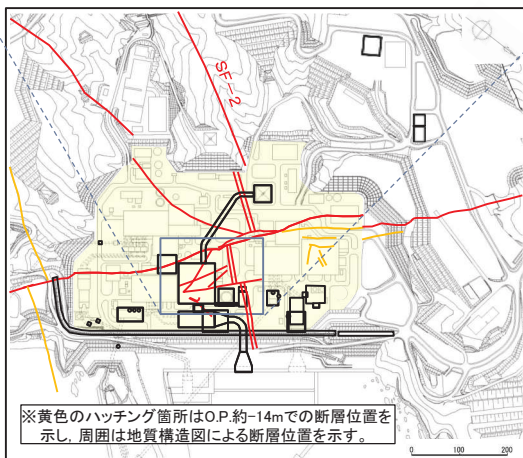 SF-2
※黄色のハッチング箇所はO.P.約-14mでの断層位置を
示し、周囲は地質構造図による断層位置を示す。
0 100 200